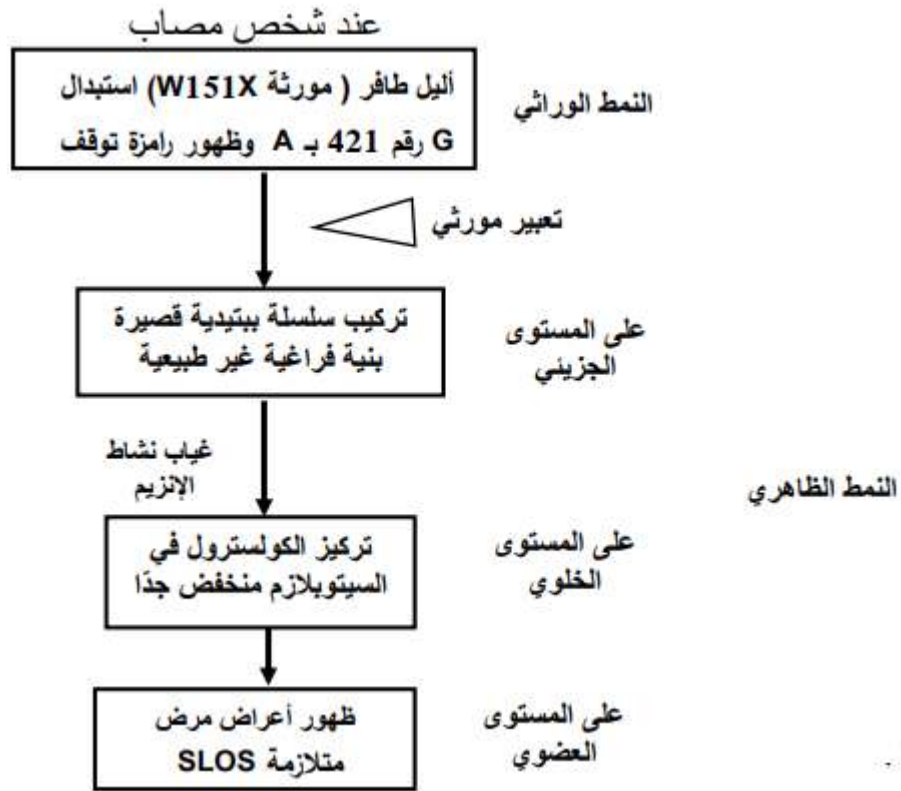 عند شخص مصاب
أليل طافر ( مورثة W151X) استبدال
G رقم 421 بـ A وظهور رامزة توقف
النمط الوراثي
تعبير مورثي
تركيب سلسلة ببتيدية قصيرة
بنية فراغية غير طبيعية
على المستوى
الجزيئي
غياب نشاط
الإنزيم
النمط الظاهري
تركيز الكولسترول في
السيتوبلازم منخفض جدًا
على المستوى
الخلوي
ظهور أعراض مرض
متلازمة SLOS
على المستوى
العضوي